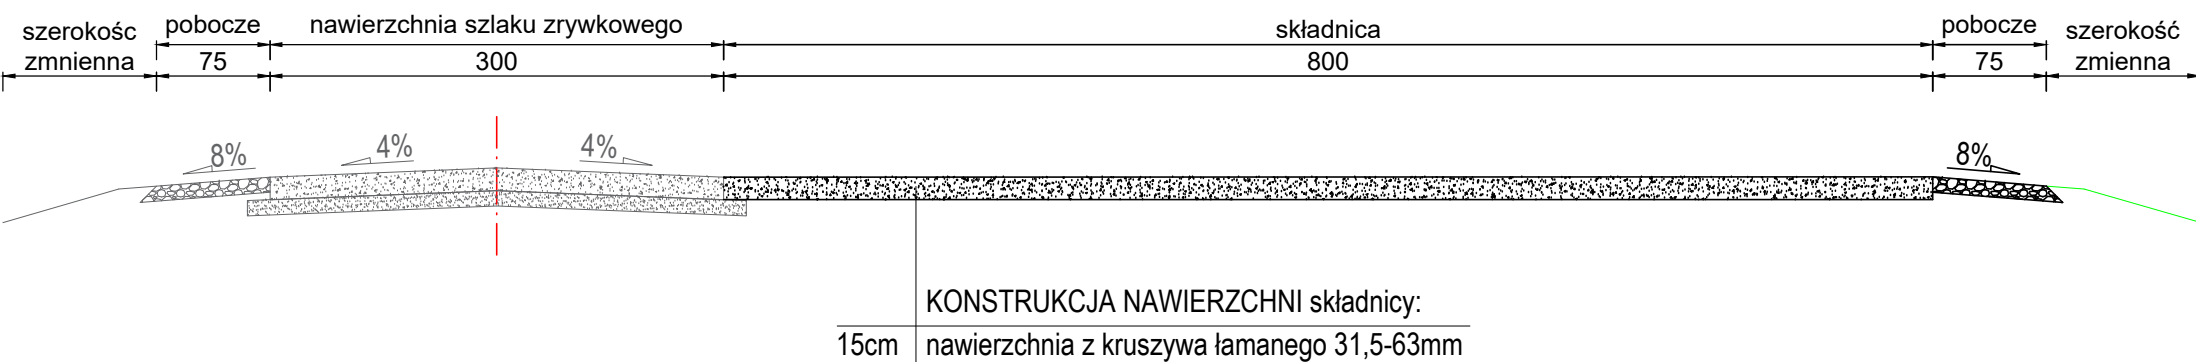 szerokośc
zmnienna
pobocze
75
nawierzchnia szlaku zrywkowego
300
składnica
800
pobocze
75
szerokość
zmienna
8%
4%
4%
8%
KONSTRUKCJA NAWIERZCHNI składnicy:
15cm nawierzchnia z kruszywa łamanego 31,5-63mm